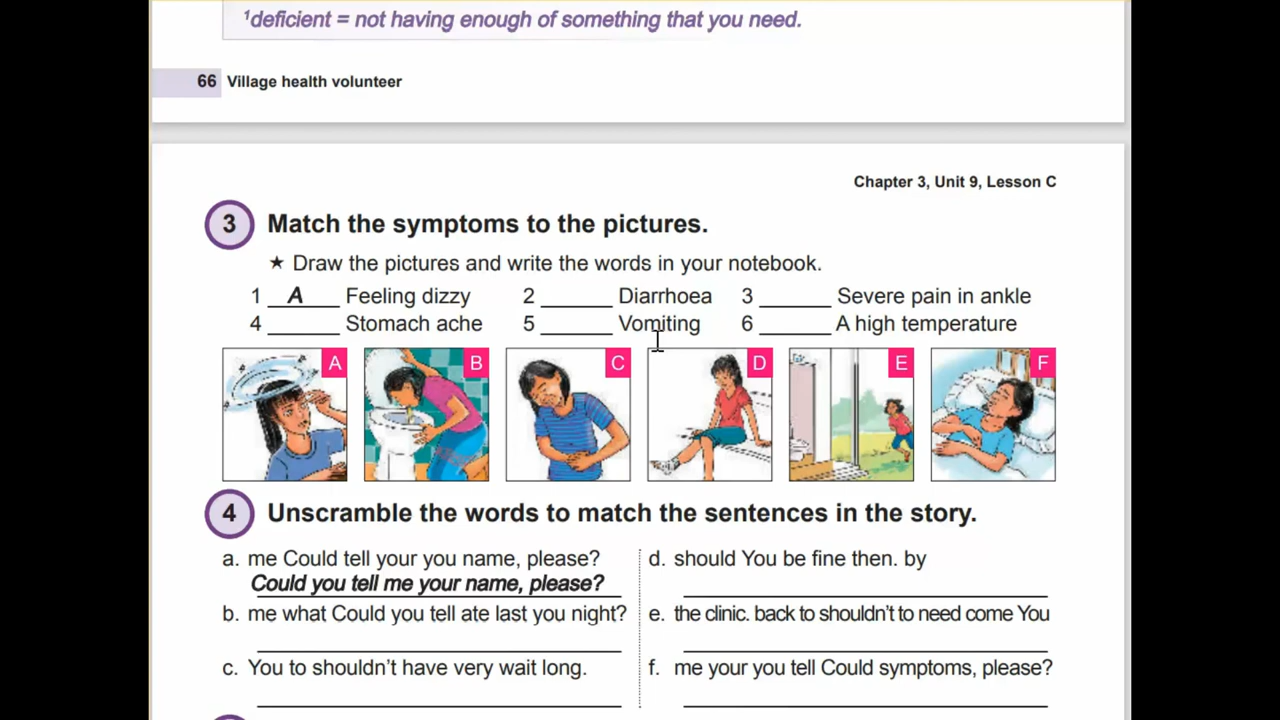 ¹deficient = not having enough of something that you need.
66 Village health volunteer
Chapter 3, Unit 9, Lesson C
3 Match the symptoms to the pictures.
★ Draw the pictures and write the words in your notebook.
1 __A__ Feeling dizzy 2 ______ Diarrhoea 3 ______ Severe pain in ankle
4 ______ Stomach ache 5 ______ Vomiting 6 ______ A high temperature
A B C D E F
4 Unscramble the words to match the sentences in the story.
a. me Could tell your you name, please?
Could you tell me your name, please?
b. me what Could you tell ate last you night?
c. You to shouldn't have very wait long.
d. should You be fine then. by
e. the clinic. back to shouldn't to need come You
f. me your you tell Could symptoms, please?